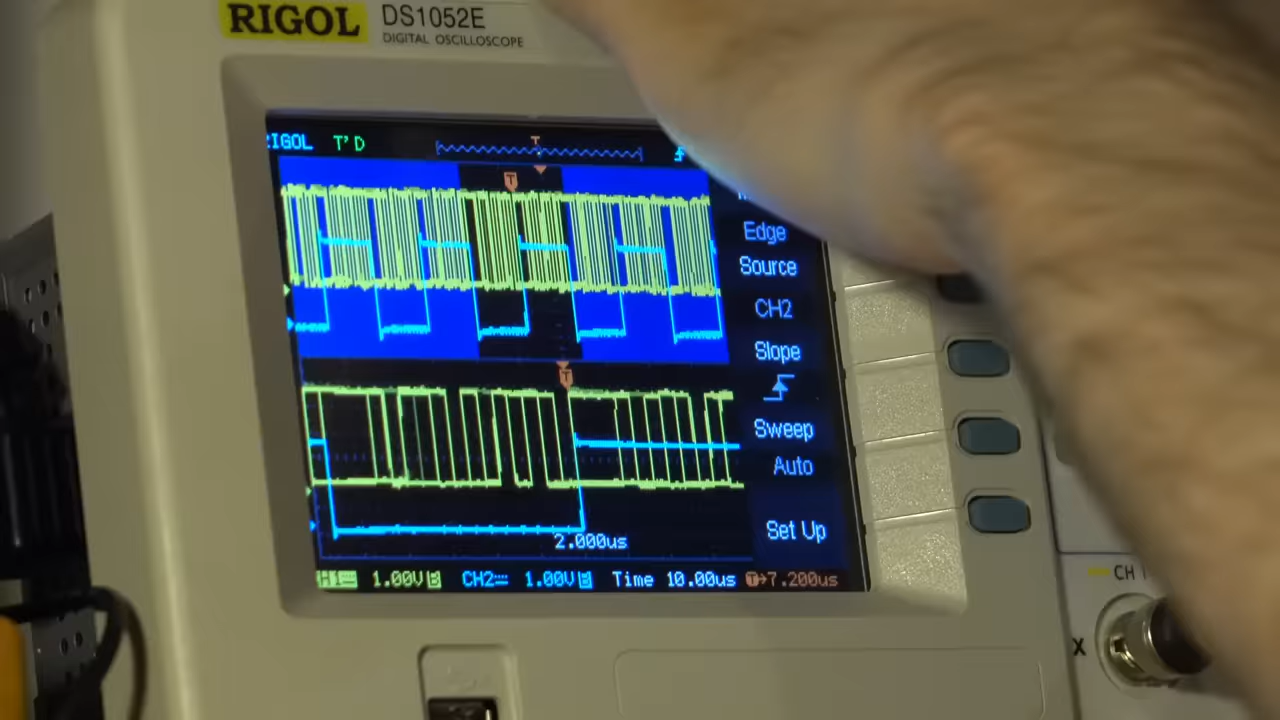 RIGOL DS1052E
DIGITAL OSCILLOSCOPE
RIGOL T'D
T
T
Edge
Source
CH2
Slope
T
Sweep
Auto
Set Up
2.000us
1.00V CH2 1.00V Time 10.00us T→7.200us
CH
X